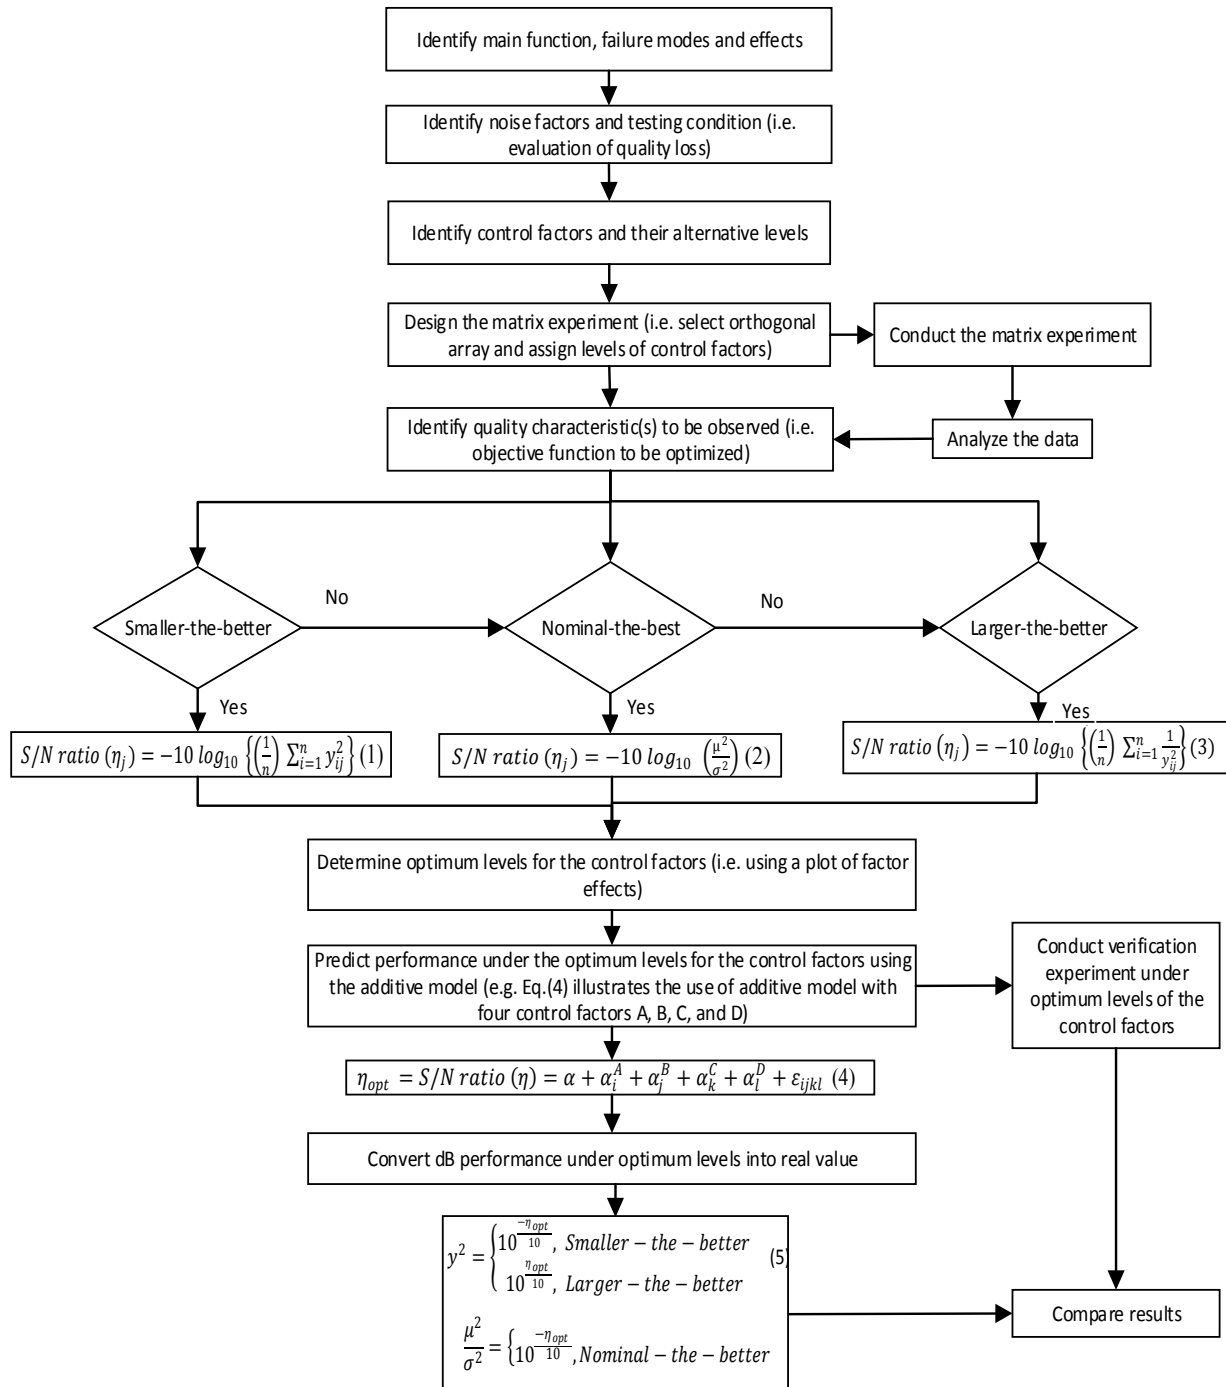 Identify main function, failure modes and effects
Identify noise factors and testing condition (i.e.
evaluation of quality loss)
Identify control factors and their alternative levels
Design the matrix experiment (i.e. select orthogonal
array and assign levels of control factors)
Conduct the matrix experiment
Identify quality characteristic(s) to be observed (i.e.
objective function to be optimized)
Analyze the data
Smaller-the-better
No
Nominal-the-best
No
Larger-the-better
Yes
Yes
Yes
S/N ratio (η_j) = −10 log_10 {(1/n) ∑_{i=1}^{n} y_{ij}^2} (1)
S/N ratio (η_j) = −10 log_10 (μ^2/σ^2) (2)
S/N ratio (η_j) = −10 log_10 {(1/n) ∑_{i=1}^{n} 1/y_{ij}^2} (3)
Determine optimum levels for the control factors (i.e. using a plot of factor
effects)
Predict performance under the optimum levels for the control factors using
the additive model (e.g. Eq.(4) illustrates the use of additive model with
four control factors A, B, C, and D)
Conduct verification
experiment under
optimum levels of the
control factors
η_opt = S/N ratio (η) = α + α_i^A + α_j^B + α_k^C + α_l^D + ε_{ijkl} (4)
Convert dB performance under optimum levels into real value
y^2 = {10^{−η_opt/10}, Smaller − the − better
10^{η_opt/10}, Larger − the − better (5)
μ^2/σ^2 = {10^{−η_opt/10}, Nominal − the − better
Compare results